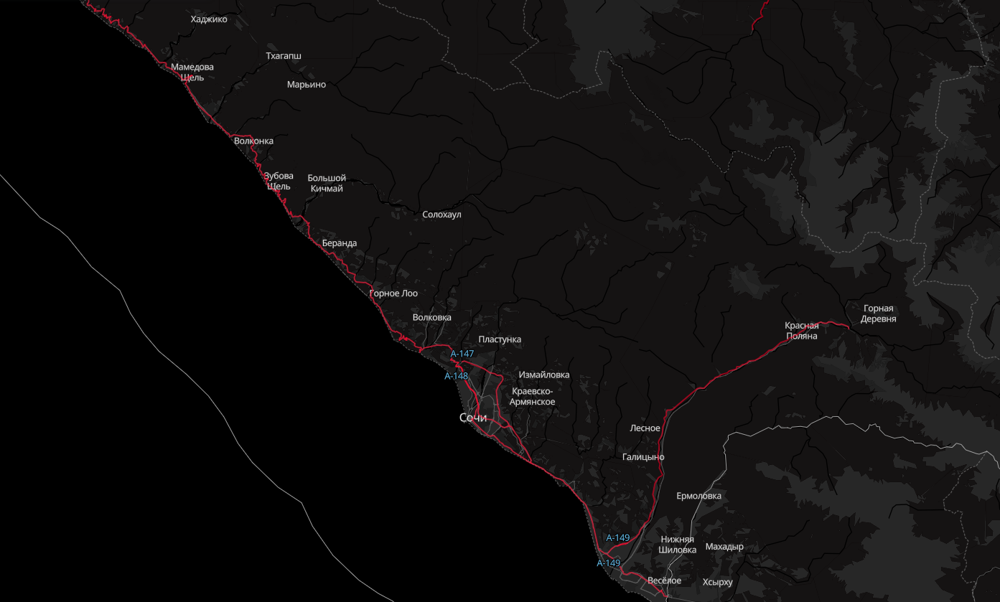 Хаджико
Тхагапш
Мамедова
Щель
Марьино
Волконка
Зубова
Щель
Большой
Кичмай
Солохаул
Беранда
Горное Лоо
Волковка
Горная
Деревня
Красная
Поляна
Пластунка
А-147
А-148
Измайловка
Краевско-
Армянское
Сочи
Лесное
Галицыно
Ермоловка
А-149
Нижняя
Шиловка
Махадыр
А-149
Весёлое
Хсырху